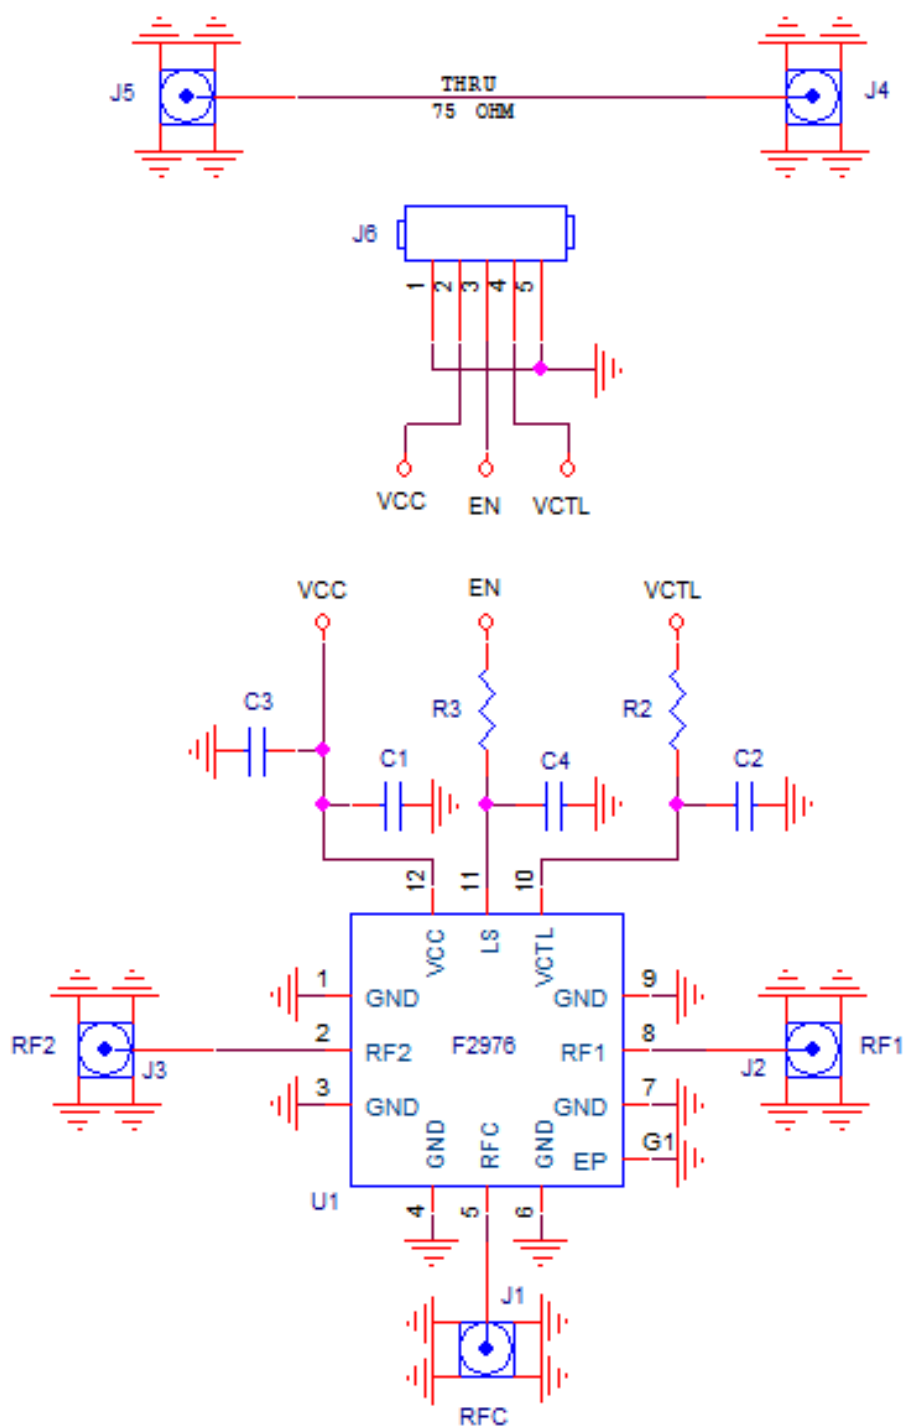 J5
THRU
75 OHM
J4
J6
1 2 3 4 5
VCC
EN
VCTL
VCC
EN
VCTL
C3
R3
R2
C1
C4
C2
12
11
10
VCC
LS
VCTL
1
GND
GND
9
RF2
J3
2
RF2
F2976
RF1
8
J2
RF1
3
GND
GND
7
GND
RFC
GND
EP
G1
U1
4
5
6
J1
RFC